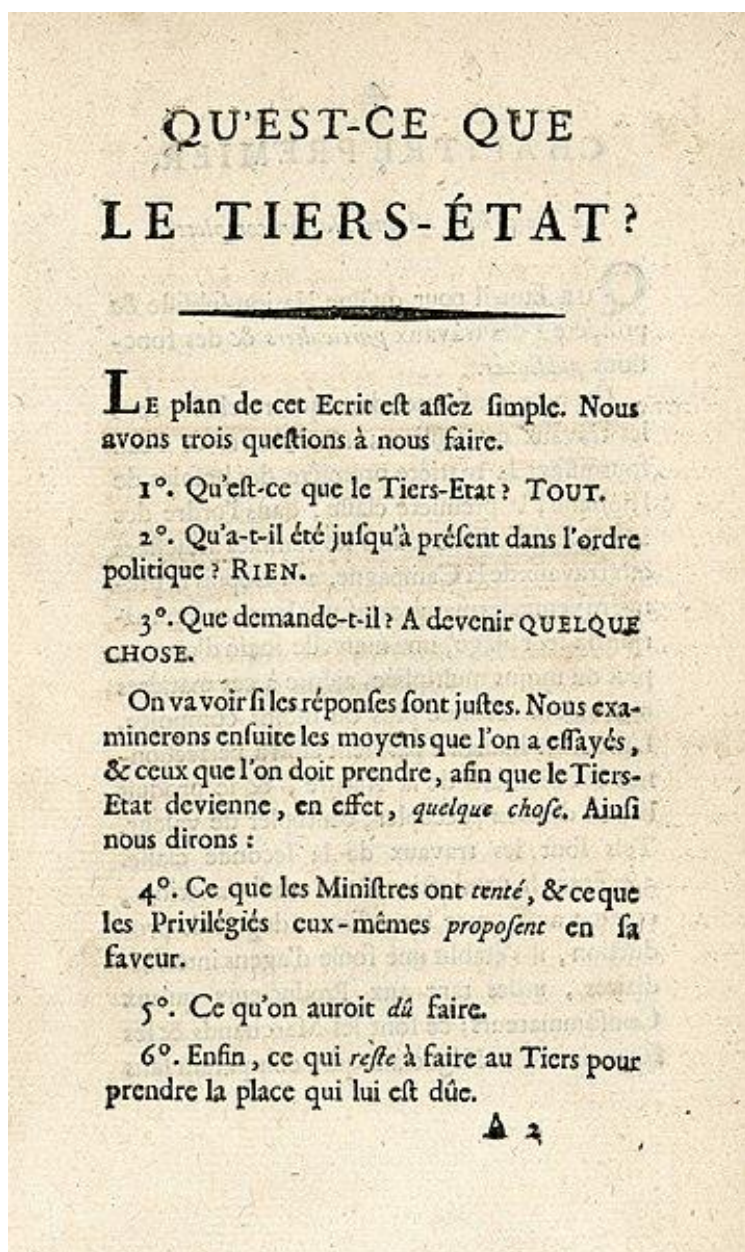 QU'EST-CE QUE
LE TIERS-ÉTAT?
LE plan de cet Ecrit eſt aſſez ſimple. Nous
avons trois queſtions à nous faire.
1°. Qu'eſt-ce que le Tiers-Etat? TOUT.
2°. Qu'a-t-il été juſqu'à préſent dans l'ordre
politique? RIEN.
3°. Que demande-t-il? A devenir QUELQUE
CHOSE.
On va voir ſi les réponſes ſont juſtes. Nous exa-
minerons enſuite les moyens que l'on a eſſayés,
& ceux que l'on doit prendre, afin que le Tiers-
Etat devienne, en effet, quelque choſe. Ainſi
nous dirons :
4°. Ce que les Miniſtres ont tenté, & ce que
les Privilégiés eux-mêmes propoſent en ſa
faveur.
5°. Ce qu'on auroit dû faire.
6°. Enfin, ce qui reſte à faire au Tiers pour
prendre la place qui lui eſt dûe.
A 2